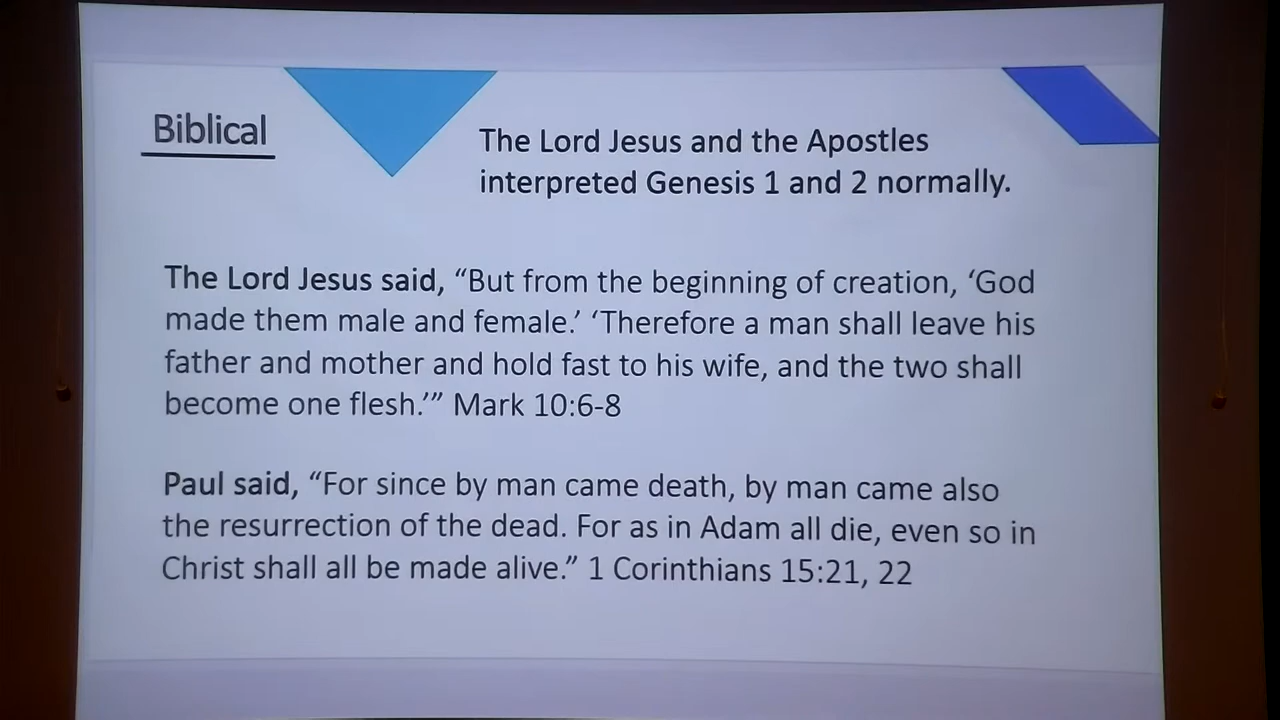 Biblical
The Lord Jesus and the Apostles
interpreted Genesis 1 and 2 normally.
The Lord Jesus said, “But from the beginning of creation, ‘God
made them male and female.’ ‘Therefore a man shall leave his
father and mother and hold fast to his wife, and the two shall
become one flesh.’” Mark 10:6-8
Paul said, “For since by man came death, by man came also
the resurrection of the dead. For as in Adam all die, even so in
Christ shall all be made alive.” 1 Corinthians 15:21, 22